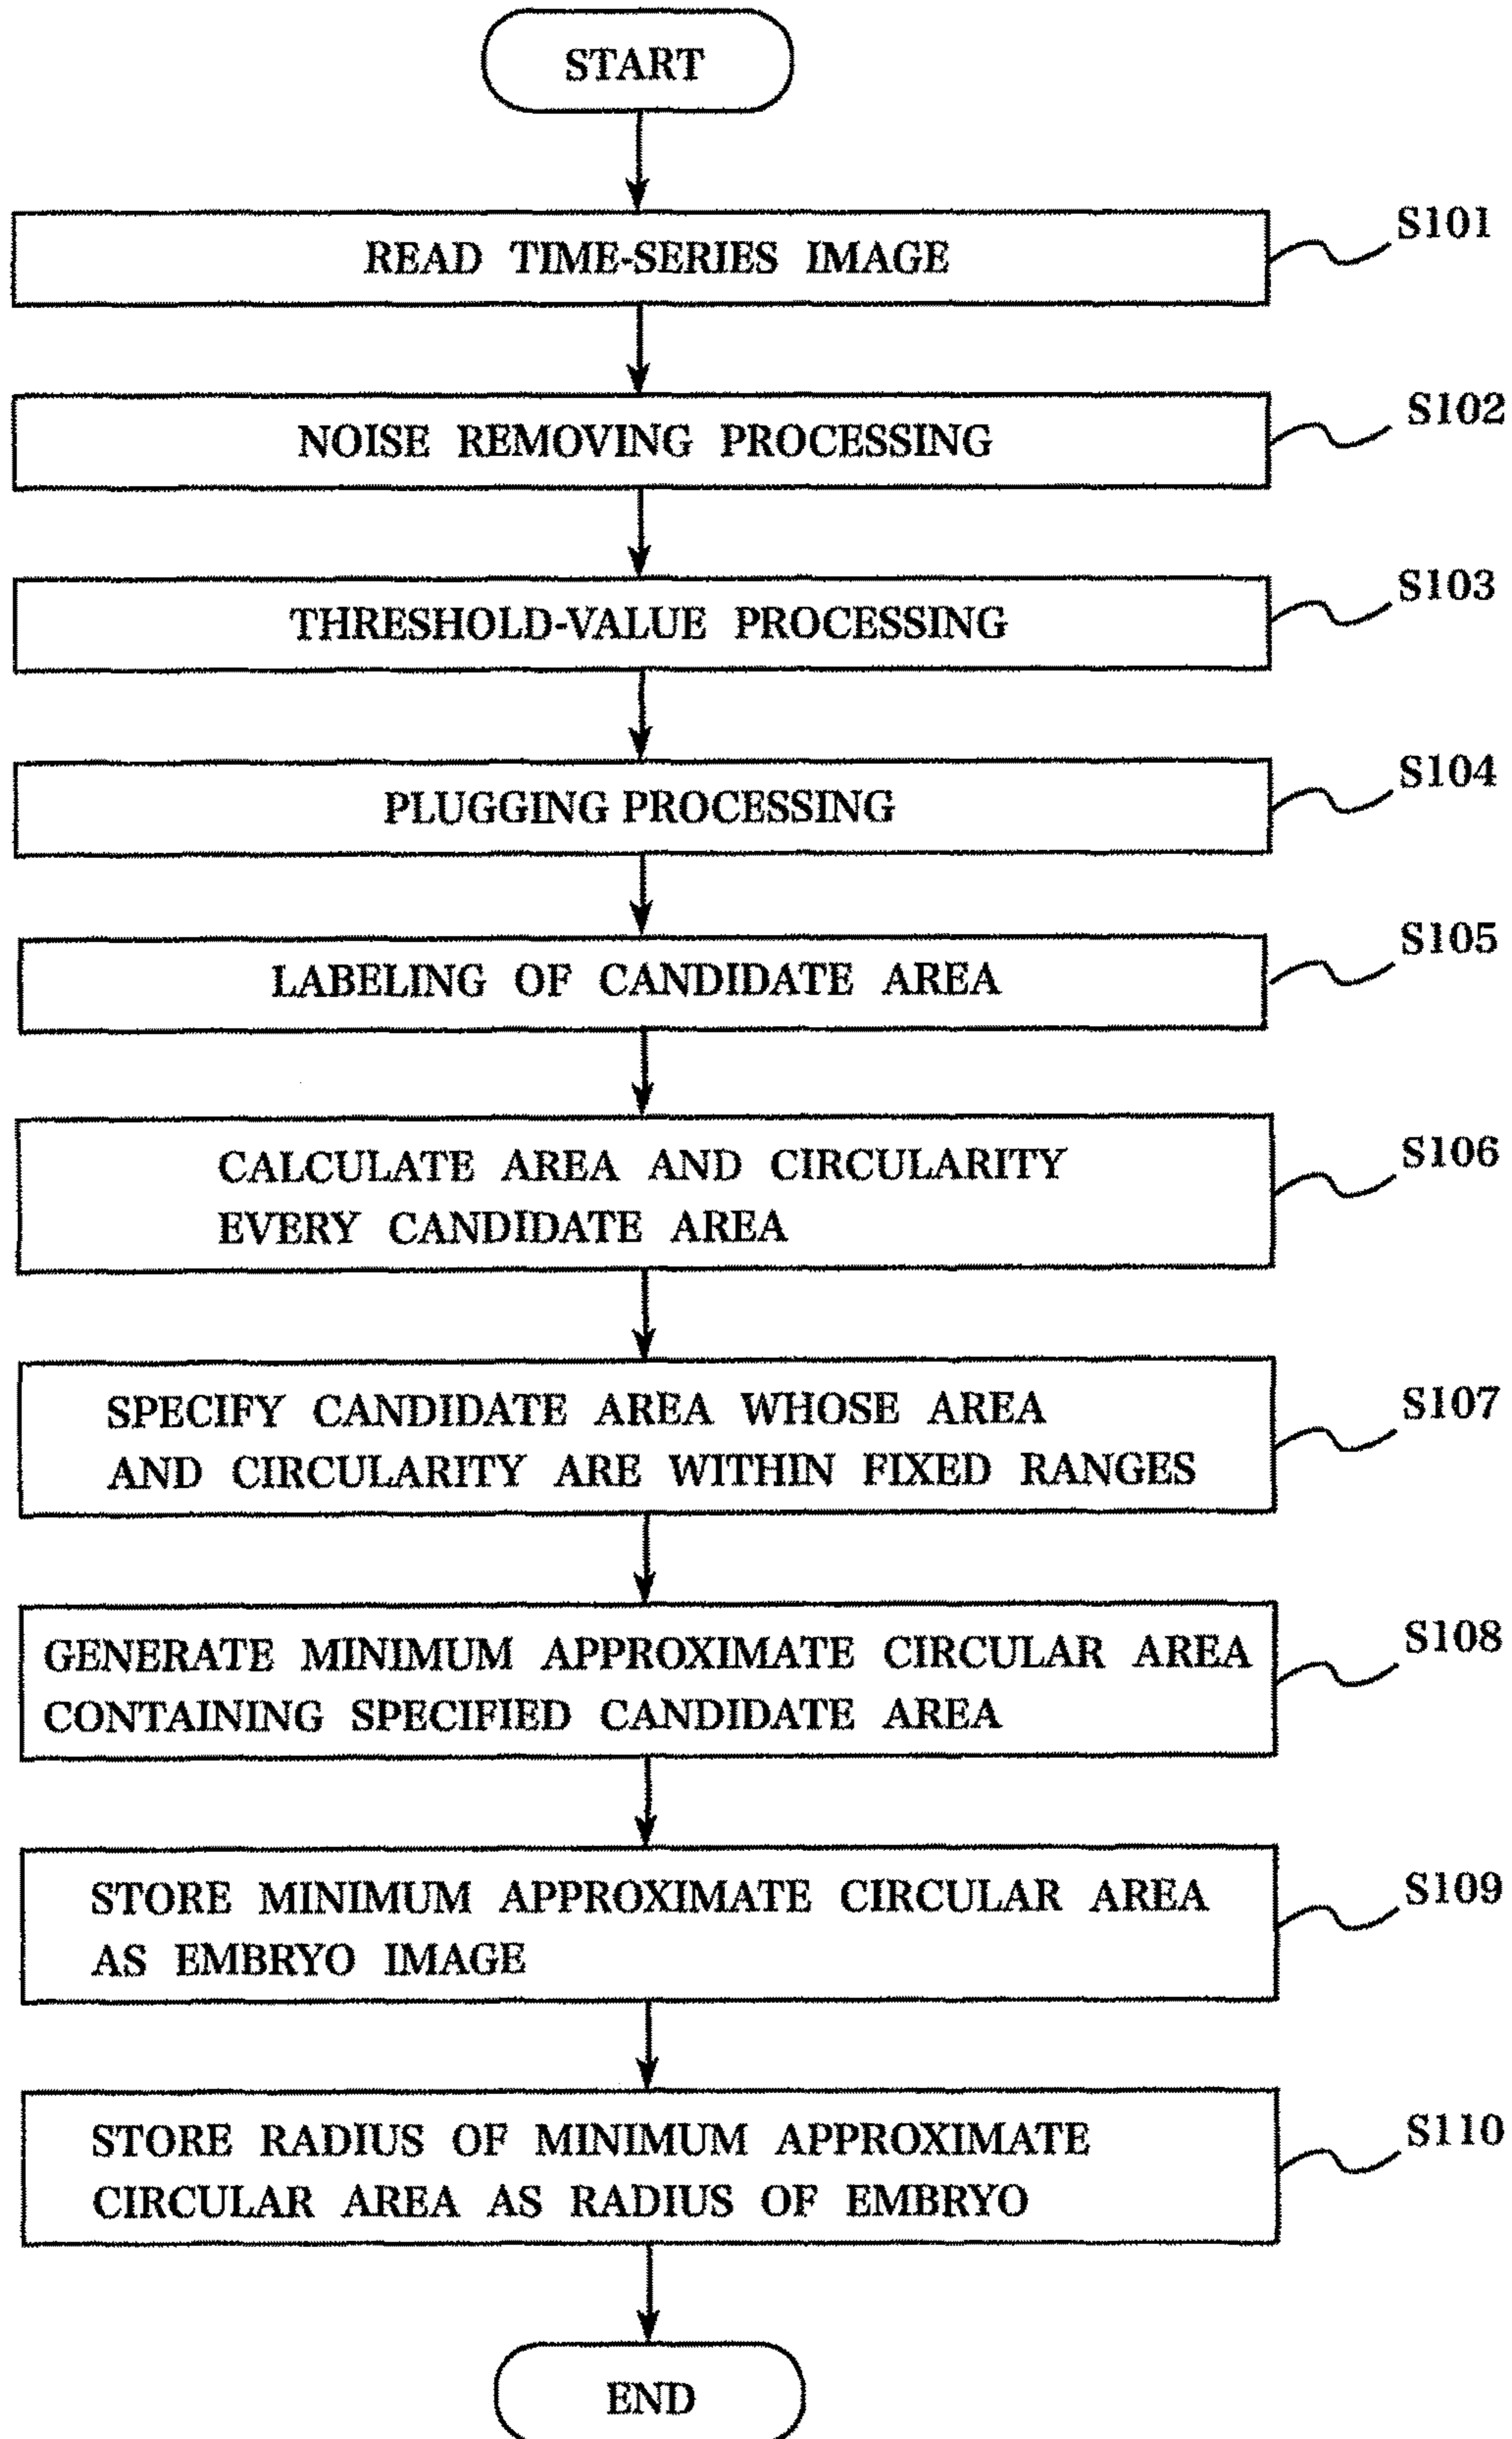 START
READ TIME-SERIES IMAGE
S101
NOISE REMOVING PROCESSING
S102
THRESHOLD-VALUE PROCESSING
S103
PLUGGING PROCESSING
S104
LABELING OF CANDIDATE AREA
S105
CALCULATE AREA AND CIRCULARITY
EVERY CANDIDATE AREA
S106
SPECIFY CANDIDATE AREA WHOSE AREA
AND CIRCULARITY ARE WITHIN FIXED RANGES
S107
GENERATE MINIMUM APPROXIMATE CIRCULAR AREA
CONTAINING SPECIFIED CANDIDATE AREA
S108
STORE MINIMUM APPROXIMATE CIRCULAR AREA
AS EMBRYO IMAGE
S109
STORE RADIUS OF MINIMUM APPROXIMATE
CIRCULAR AREA AS RADIUS OF EMBRYO
S110
END